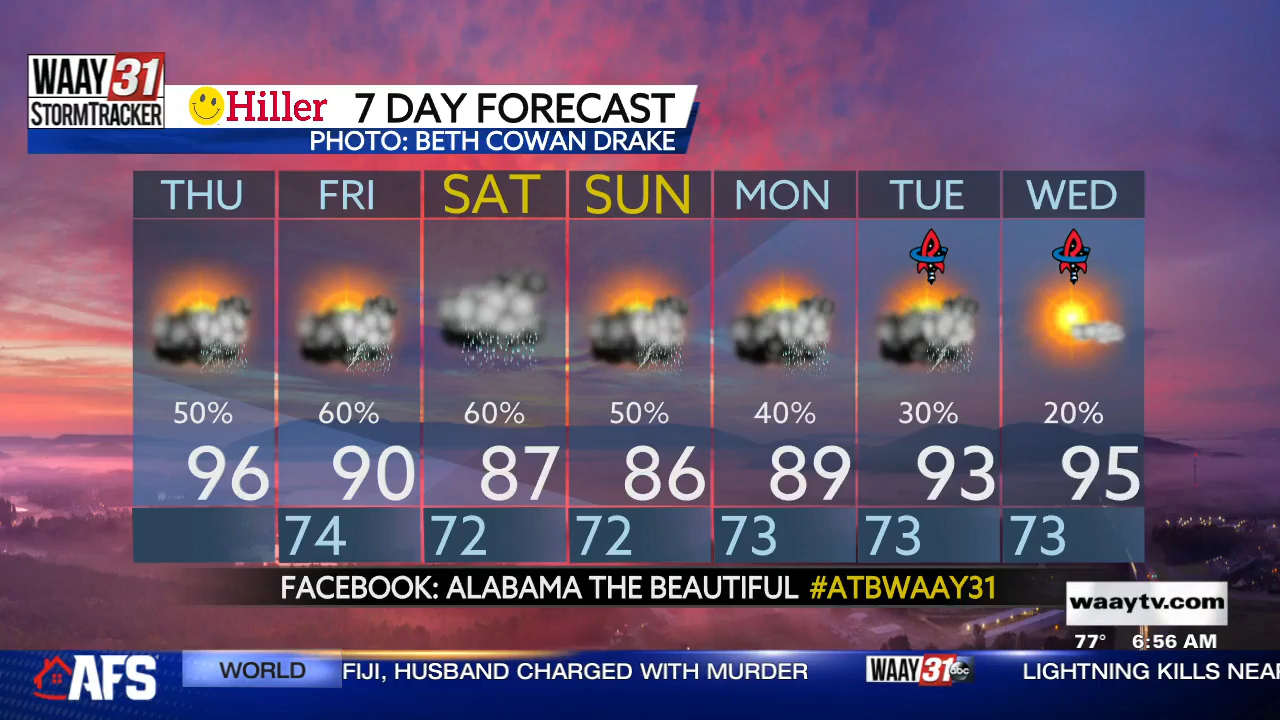 WAAY 31
STORMTRACKER
Hiller 7 DAY FORECAST
PHOTO: BETH COWAN DRAKE
THU FRI SAT SUN MON TUE WED
50% 60% 60% 50% 40% 30% 20%
96 90 87 86 89 93 95
74 72 72 73 73 73
FACEBOOK: ALABAMA THE BEAUTIFUL #ATBWAAY31
waaytv.com
77° 6:56 AM
AFS WORLD FIJI, HUSBAND CHARGED WITH MURDER WAAY 31 abc LIGHTNING KILLS NEAR